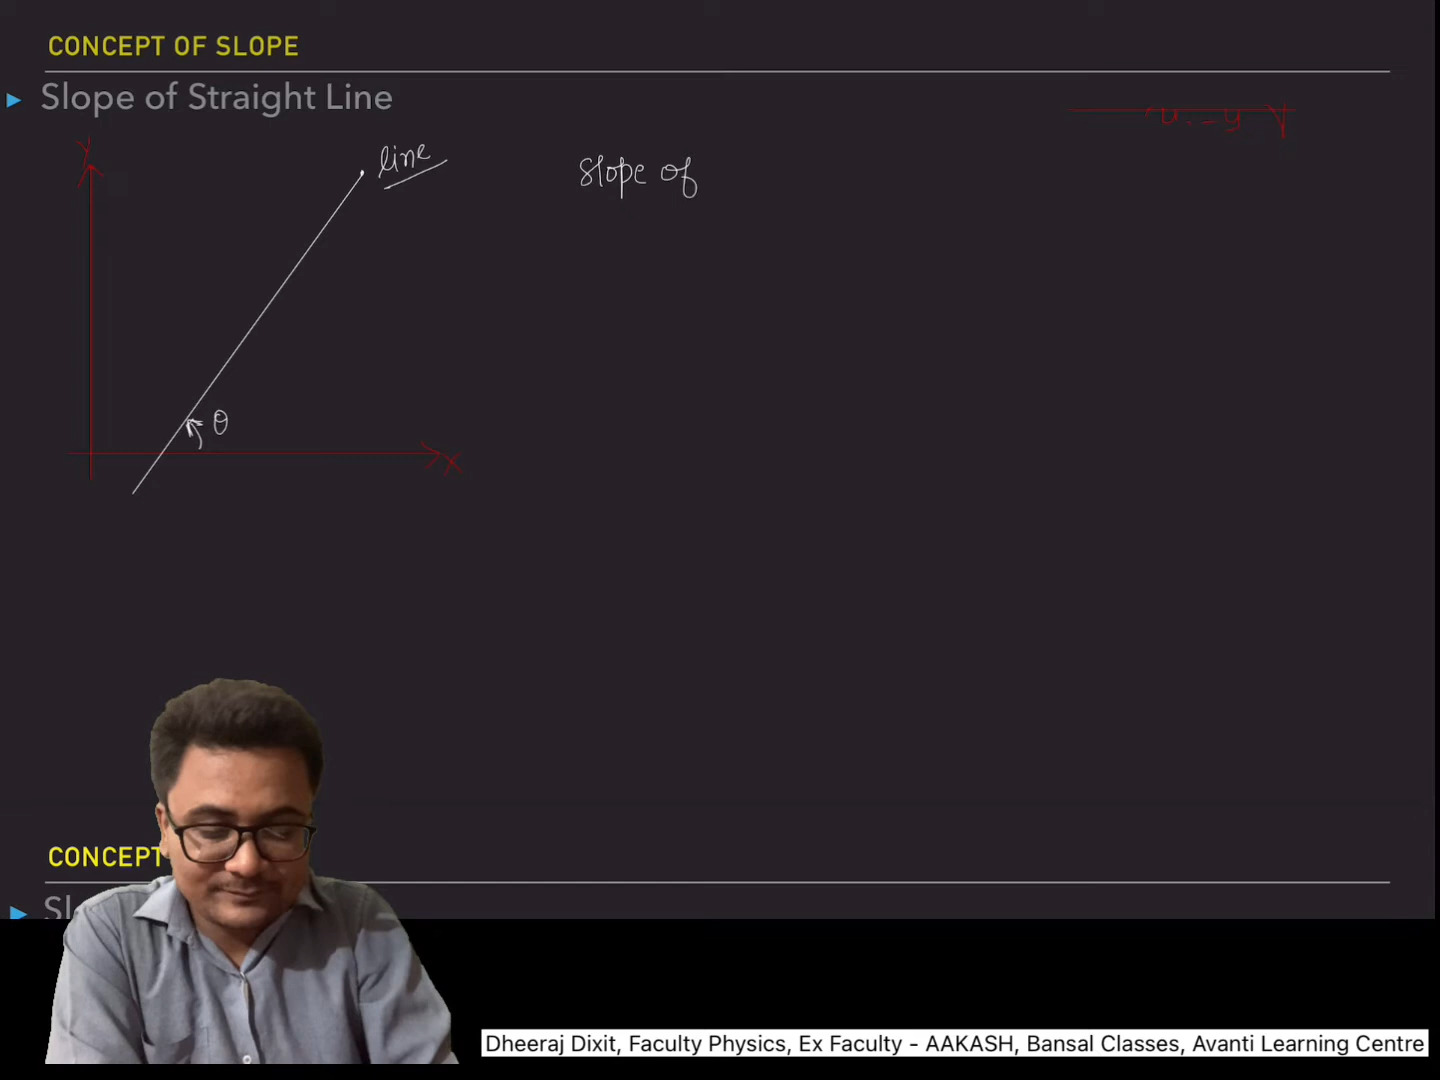 CONCEPT OF SLOPE
Slope of Straight Line
Y
line
slope of
θ
X
CONCEPT
Sl
Dheeraj Dixit, Faculty Physics, Ex Faculty - AAKASH, Bansal Classes, Avanti Learning Centre